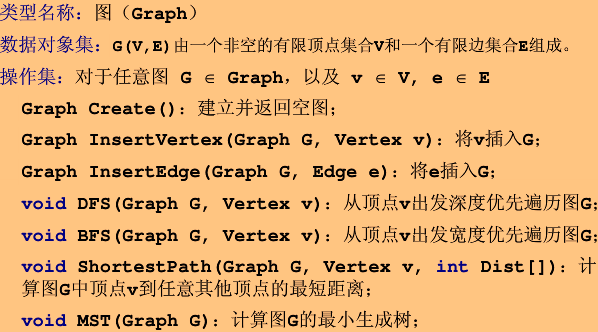 类型名称：图（Graph）
数据对象集：G(V,E)由一个非空的有限顶点集合V和一个有限边集合E组成。
操作集：对于任意图 G ∈ Graph，以及 v ∈ V, e ∈ E
Graph Create()：建立并返回空图；
Graph InsertVertex(Graph G, Vertex v)：将v插入G；
Graph InsertEdge(Graph G, Edge e)：将e插入G；
void DFS(Graph G, Vertex v)：从顶点v出发深度优先遍历图G；
void BFS(Graph G, Vertex v)：从顶点v出发宽度优先遍历图G；
void ShortestPath(Graph G, Vertex v, int Dist[])：计
算图G中顶点v到任意其他顶点的最短距离；
void MST(Graph G)：计算图G的最小生成树；